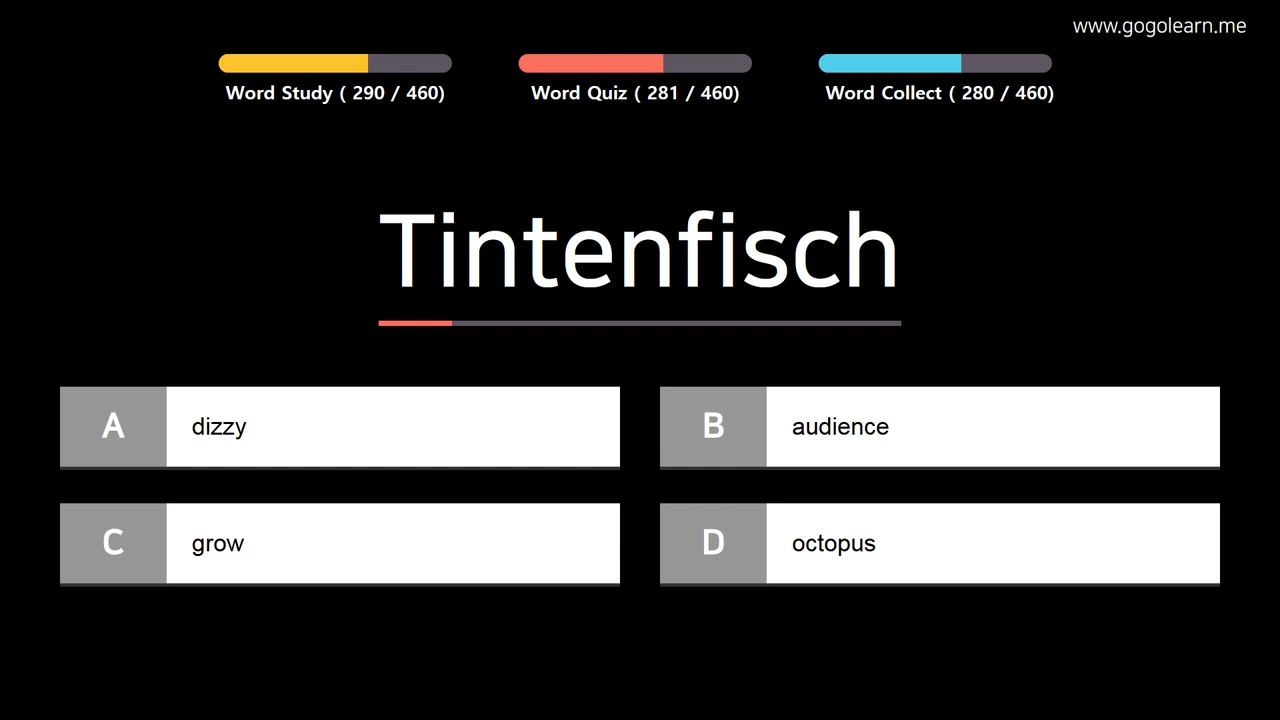 www.gogolearn.me
Word Study ( 290 / 460)
Word Quiz ( 281 / 460)
Word Collect ( 280 / 460)
Tintenfisch
A dizzy
B audience
C grow
D octopus